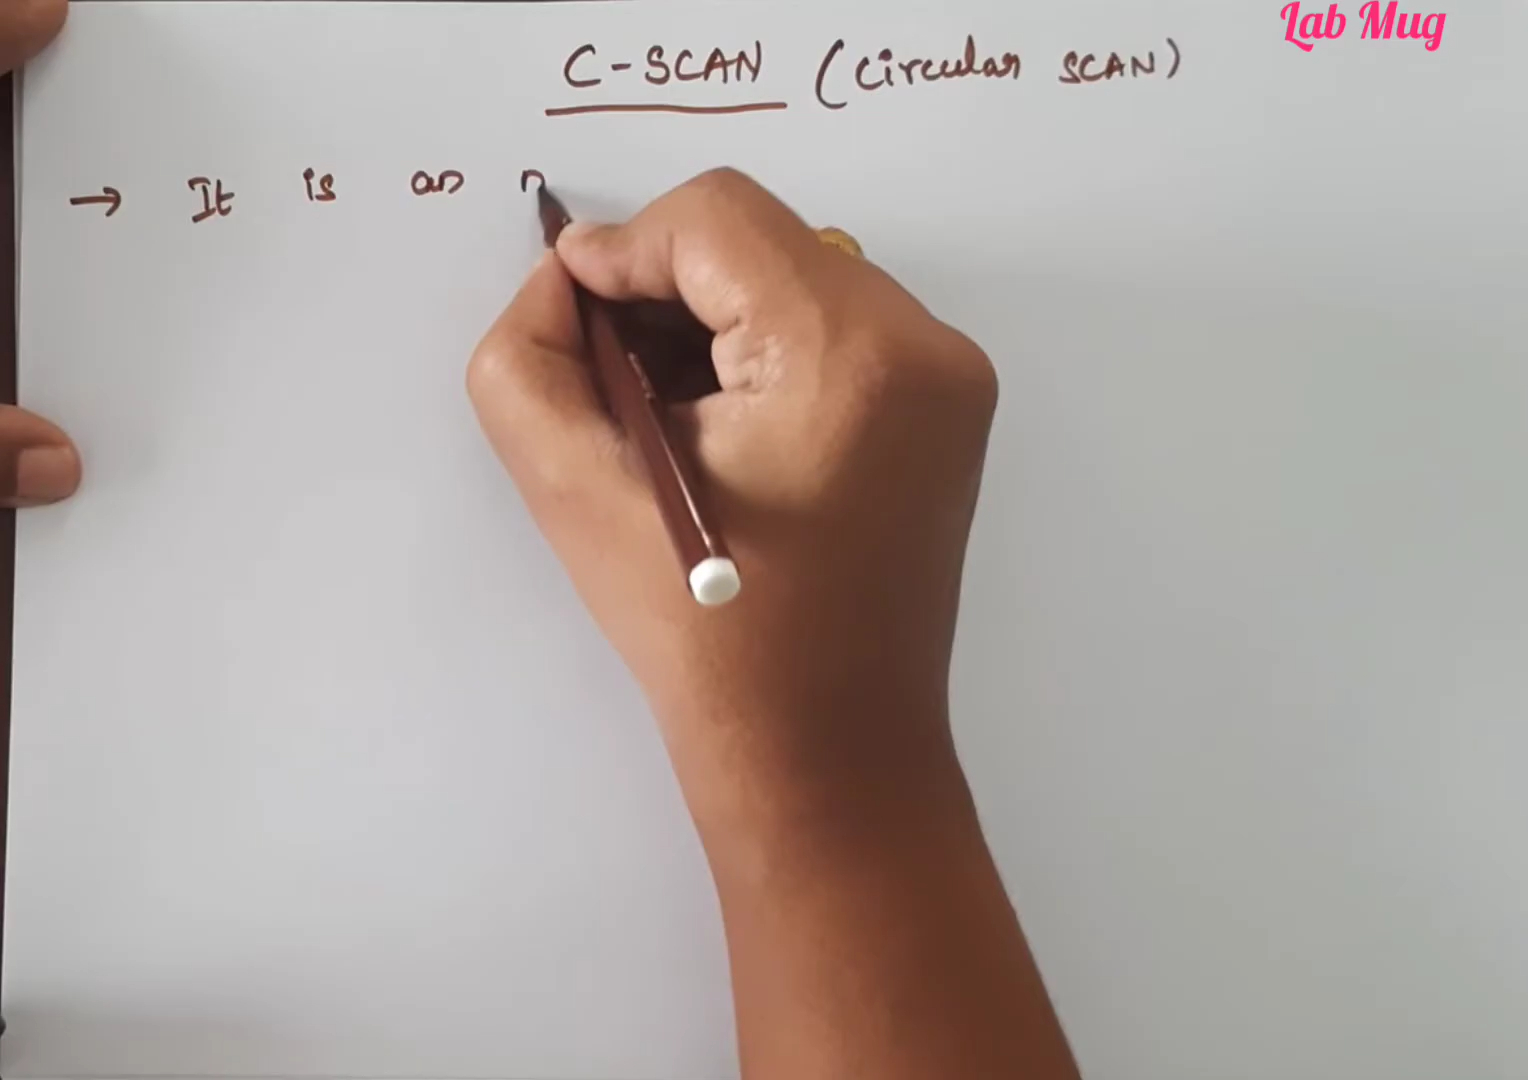 Lab Mug
C-SCAN (Circular SCAN)
→ It is an